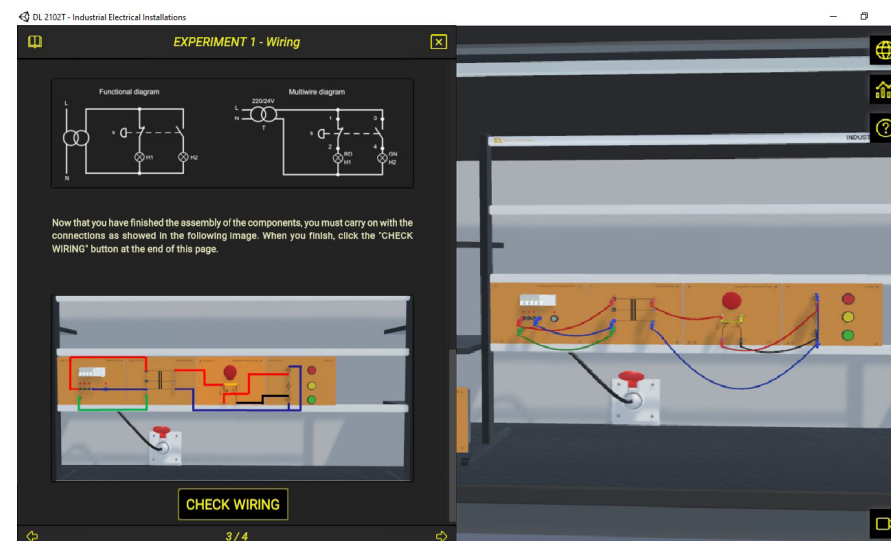 DL 2102T - Industrial Electrical Installations
EXPERIMENT 1 - Wiring
Functional diagram
Multiwire diagram
L
S
H1
H2
N
220/24V
L
N
T
1
3
S
2
4
RD
GN
H1
H2
Now that you have finished the assembly of the components, you must carry on with the
connections as showed in the following image. When you finish, click the "CHECK
WIRING" button at the end of this page.
CHECK WIRING
3 / 4
INDUST